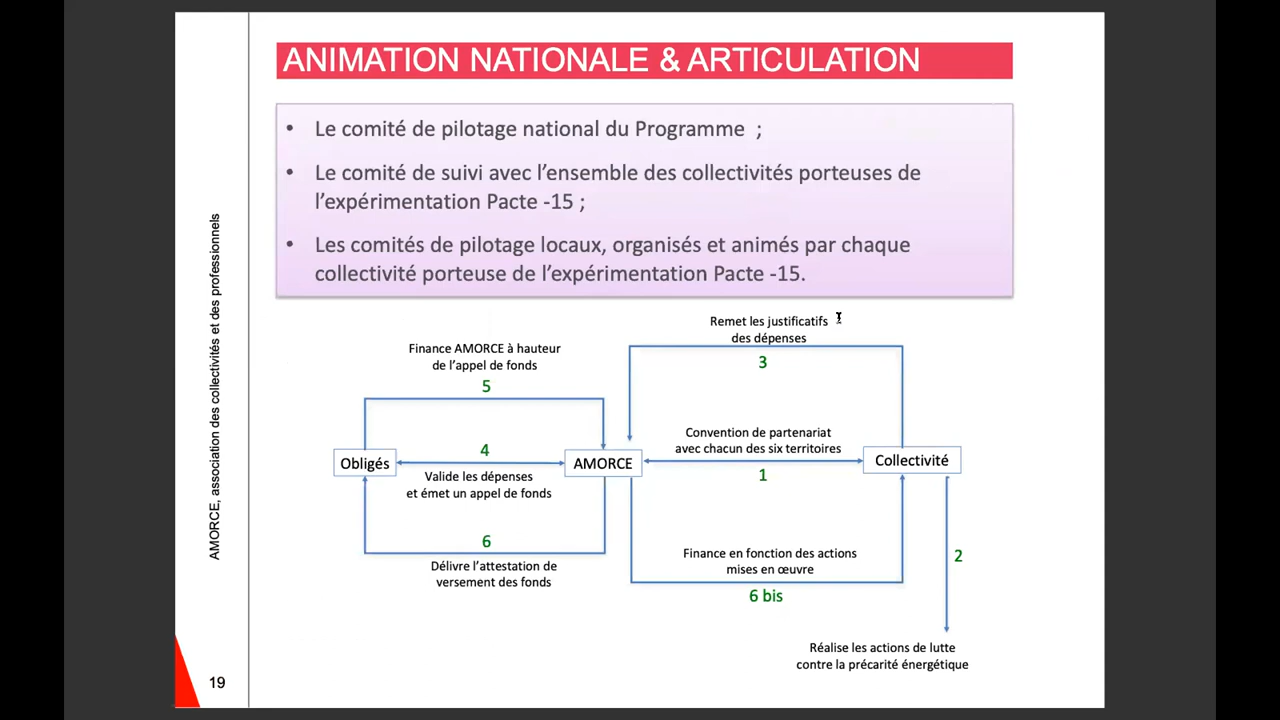 ANIMATION NATIONALE & ARTICULATION
• Le comité de pilotage national du Programme  ;
• Le comité de suivi avec l’ensemble des collectivités porteuses de
l’expérimentation Pacte -15 ;
• Les comités de pilotage locaux, organisés et animés par chaque
collectivité porteuse de l’expérimentation Pacte -15.
Remet les justificatifs
des dépenses
3
Finance AMORCE à hauteur
de l’appel de fonds
5
Convention de partenariat
avec chacun des six territoires
1
4
Obligés
AMORCE
Collectivité
Valide les dépenses
et émet un appel de fonds
6
Délivre l’attestation de
versement des fonds
Finance en fonction des actions
mises en œuvre
6 bis
2
Réalise les actions de lutte
contre la précarité énergétique
AMORCE, association des collectivités et des professionnels
19